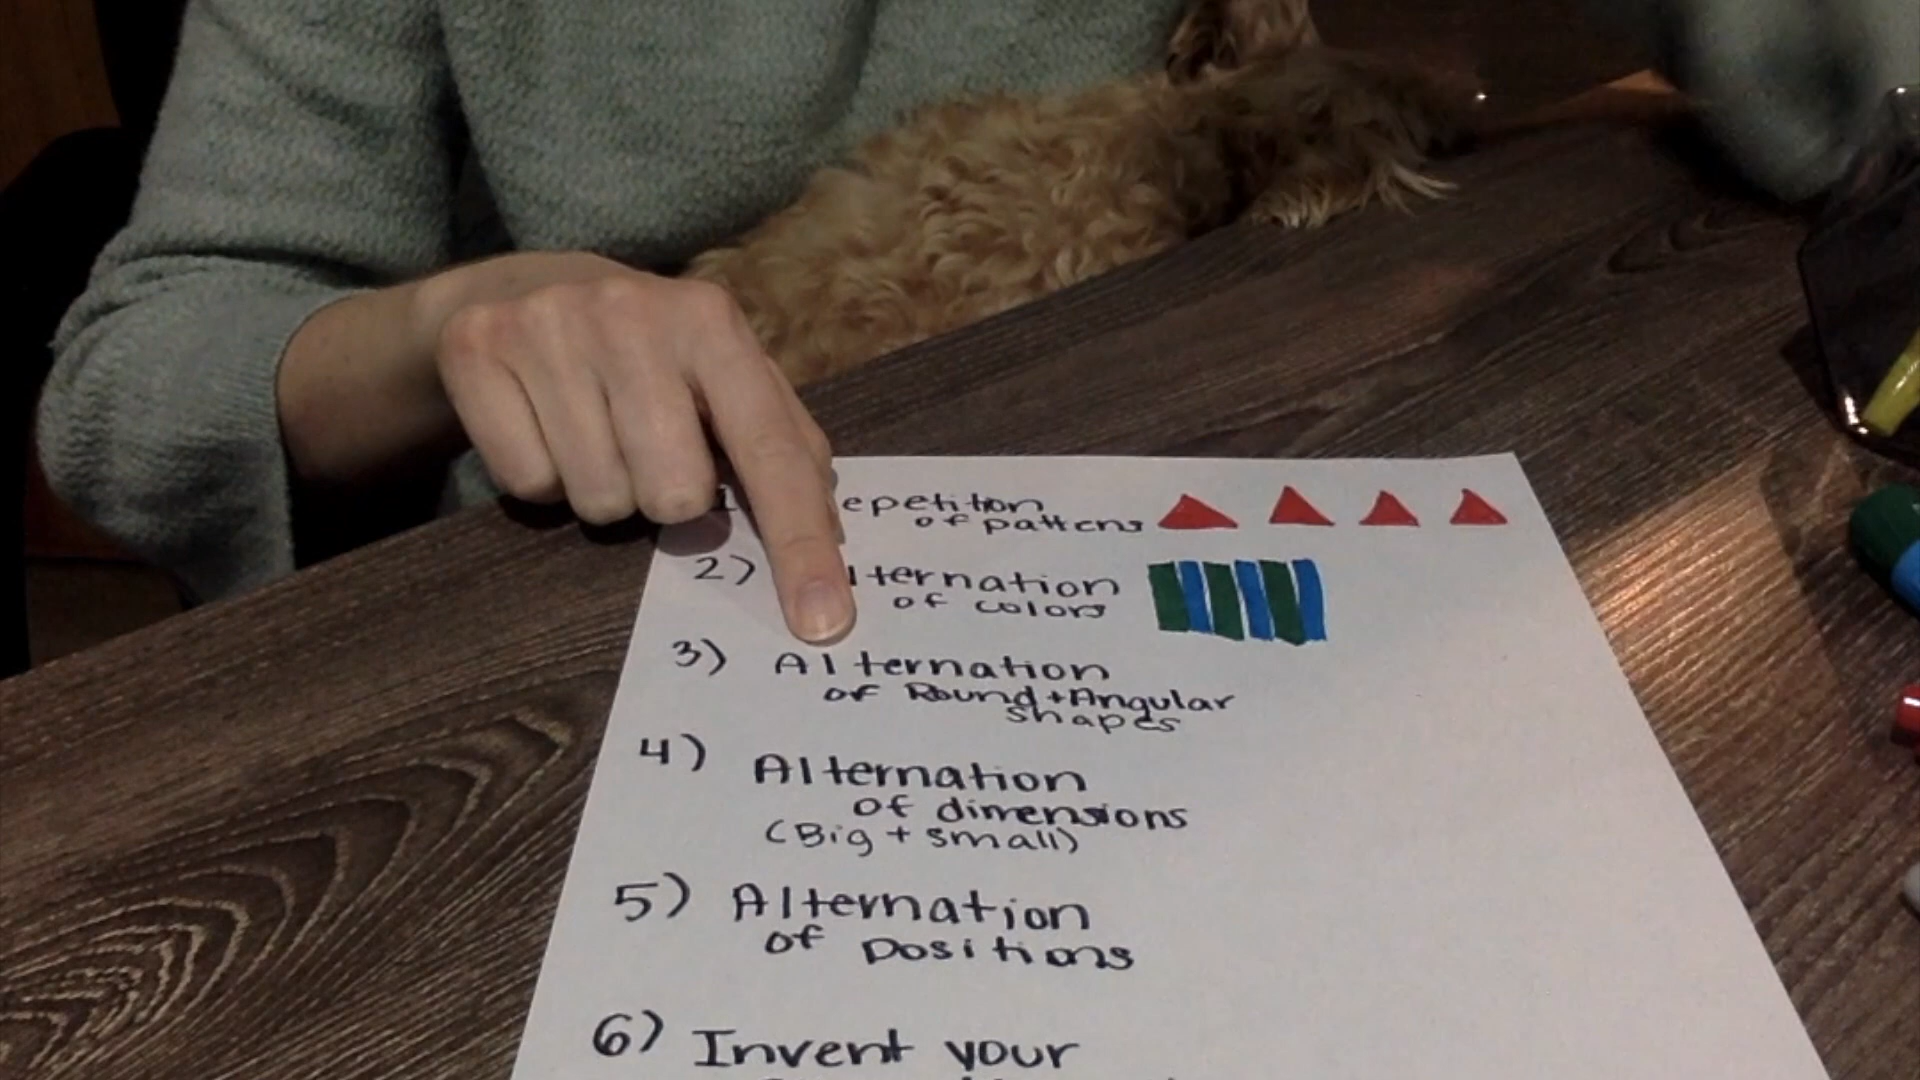 epetition
of pattens
2) lternation
of colors
3) Alternation
of Round + Angular
shapes
4) Alternation
of dimensions
(Big + small)
5) Alternation
of positions
6) Invent your